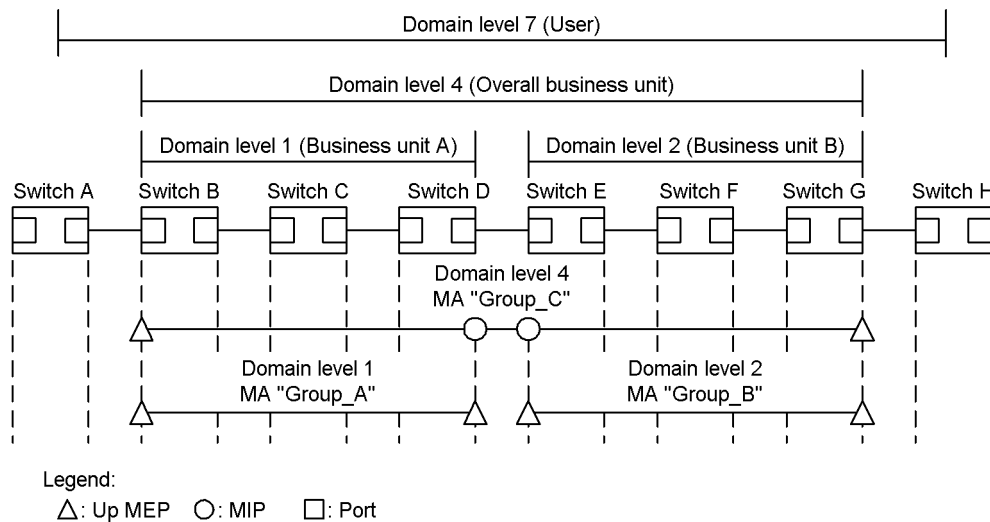 Domain level 7 (User)
Domain level 4 (Overall business unit)
Domain level 1 (Business unit A)
Domain level 2 (Business unit B)
Switch A
Switch B
Switch C
Switch D
Switch E
Switch F
Switch G
Switch H
Domain level 4
MA "Group_C"
Domain level 1
MA "Group_A"
Domain level 2
MA "Group_B"
Legend:
: Up MEP
: MIP
: Port